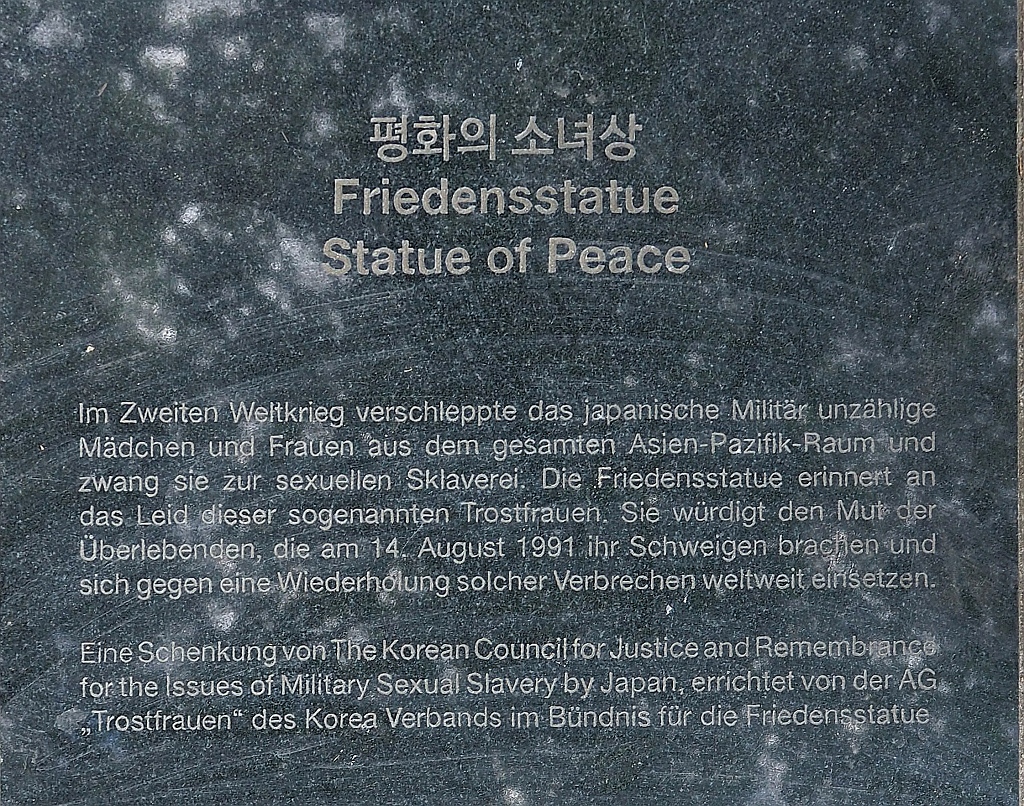 평화의 소녀상
Friedensstatue
Statue of Peace
Im Zweiten Weltkrieg verschleppte das japanische Militär unzählige
Mädchen und Frauen aus dem gesamten Asien-Pazifik-Raum und
zwang sie zur sexuellen Sklaverei. Die Friedensstatue erinnert an
das Leid dieser sogenannten Trostfrauen. Sie würdigt den Mut der
Überlebenden, die am 14. August 1991 ihr Schweigen brachen und
sich gegen eine Wiederholung solcher Verbrechen weltweit einsetzen.
Eine Schenkung von The Korean Council for Justice and Remembrance
for the Issues of Military Sexual Slavery by Japan, errichtet von der AG
„Trostfrauen“ des Korea Verbands im Bündnis für die Friedensstatue